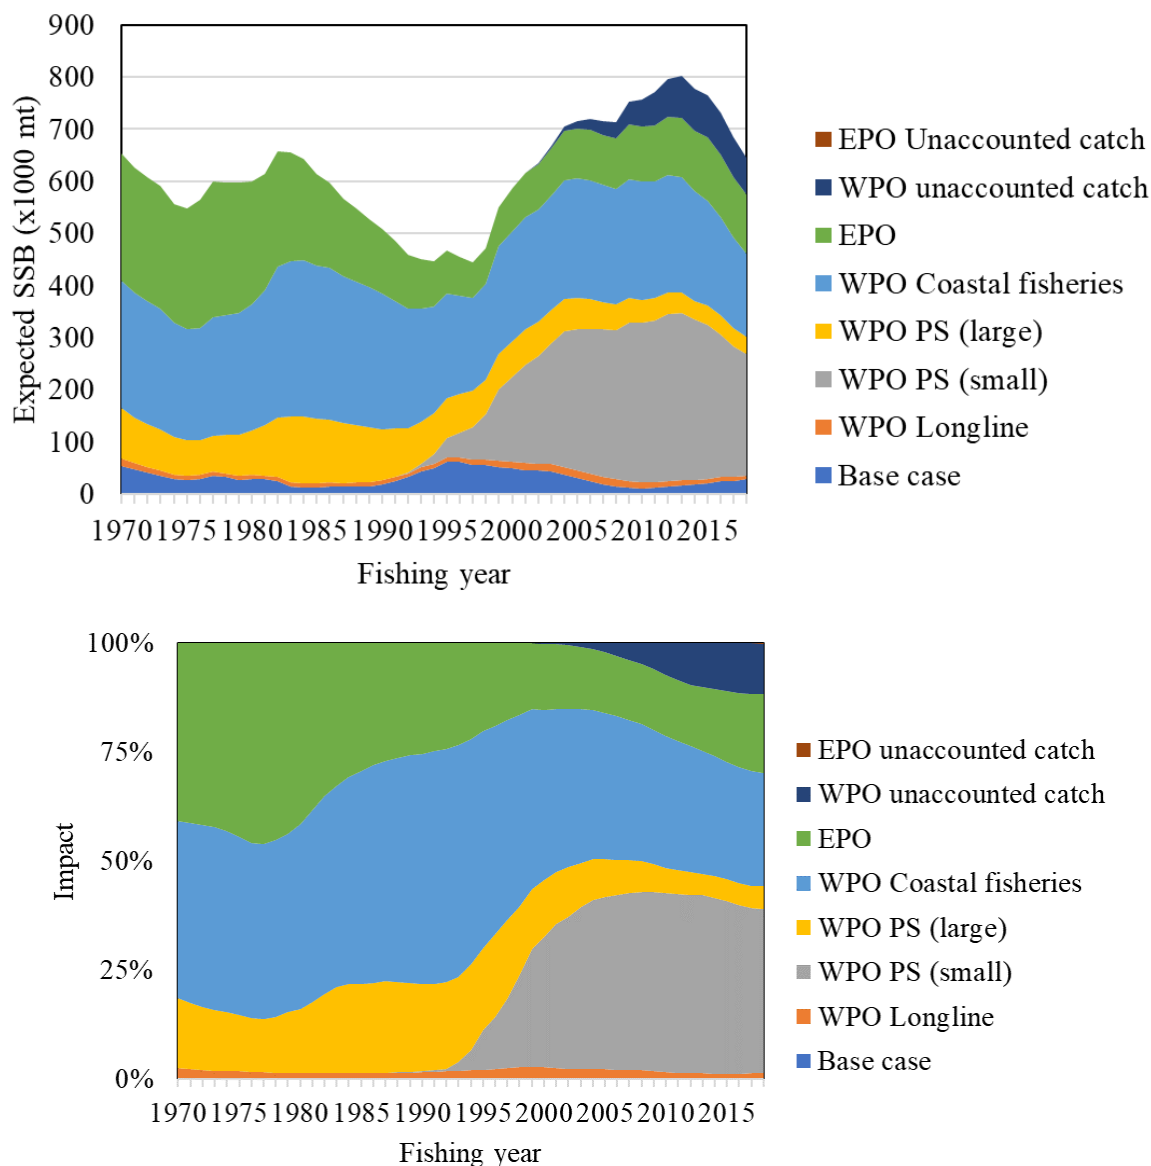 900
800
700
600
500
400
300
200
100
0
Expected SSB (x1000 mt)
1970 1975 1980 1985 1990 1995 2000 2005 2010 2015
Fishing year
EPO Unaccounted catch
WPO unaccounted catch
EPO
WPO Coastal fisheries
WPO PS (large)
WPO PS (small)
WPO Longline
Base case
100%
75%
50%
25%
0%
Impact
1970 1975 1980 1985 1990 1995 2000 2005 2010 2015
Fishing year
EPO unaccounted catch
WPO unaccounted catch
EPO
WPO Coastal fisheries
WPO PS (large)
WPO PS (small)
WPO Longline
Base case